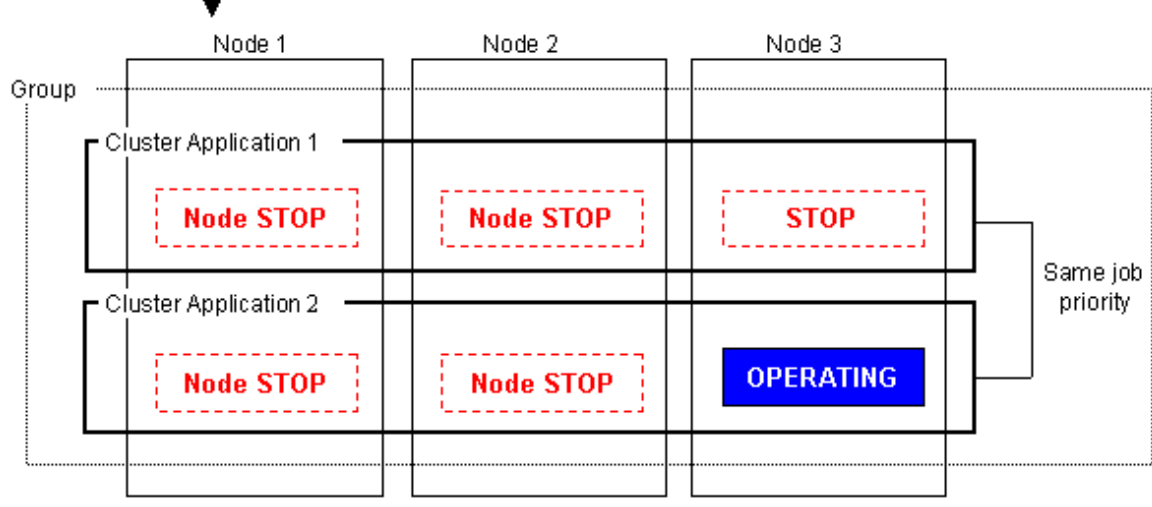 Node 1
Node 2
Node 3
Group
Cluster Application 1
Node STOP
Node STOP
STOP
Same job
priority
Cluster Application 2
Node STOP
Node STOP
OPERATING